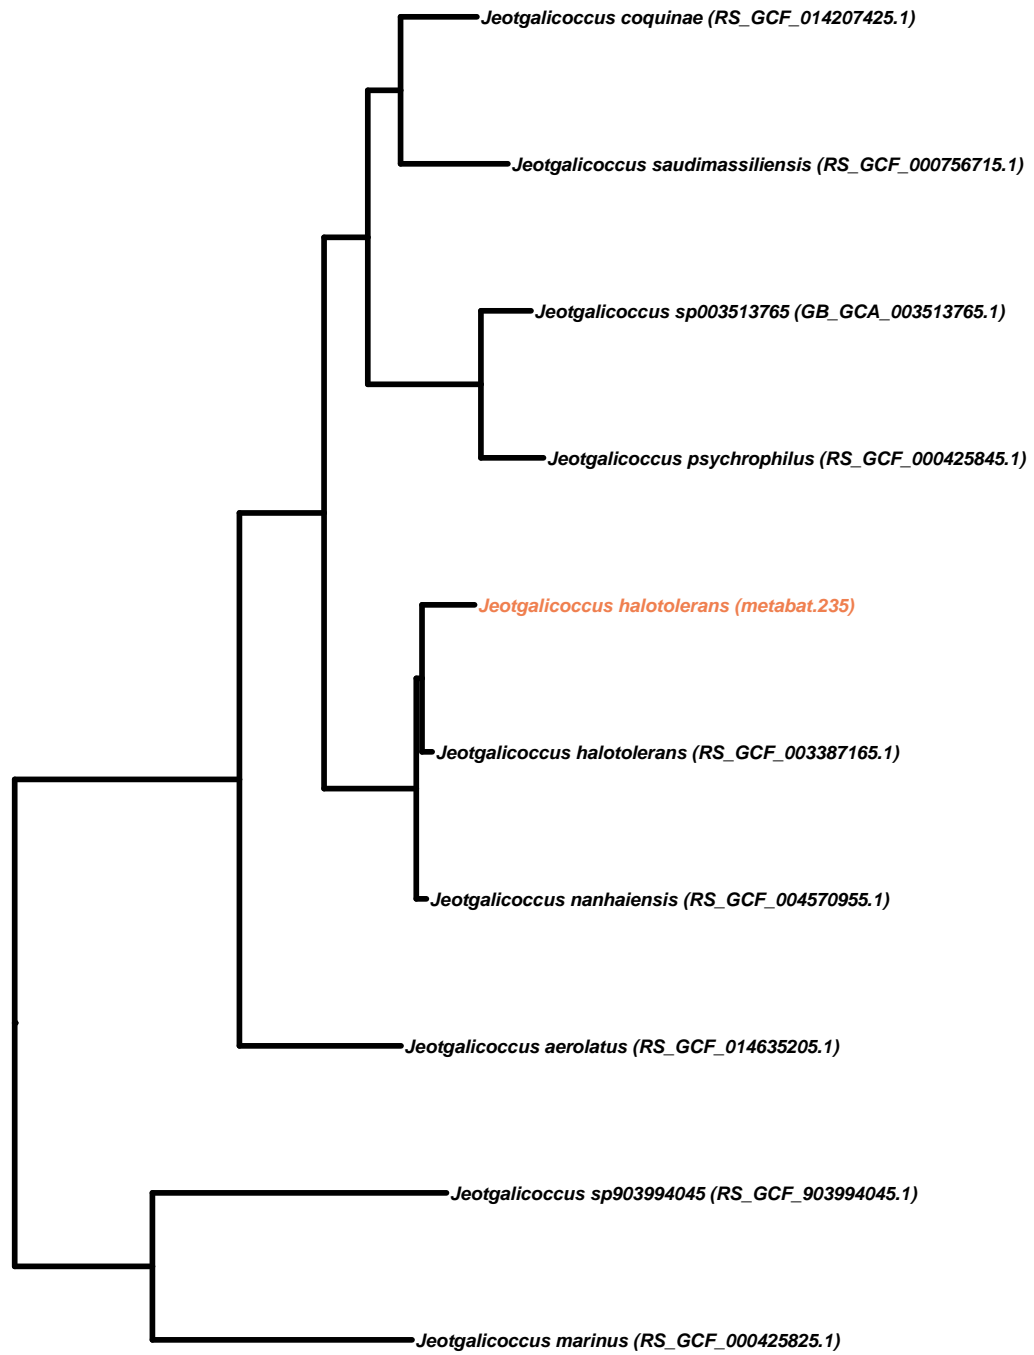 Jeotgalicoccus coquinae (RS_GCF_014207425.1)
Jeotgalicoccus saudimassiliensis (RS_GCF_000756715.1)
Jeotgalicoccus sp003513765 (GB_GCA_003513765.1)
Jeotgalicoccus psychrophilus (RS_GCF_000425845.1)
Jeotgalicoccus halotolerans (metabat.235)
Jeotgalicoccus halotolerans (RS_GCF_003387165.1)
Jeotgalicoccus nanhaiensis (RS_GCF_004570955.1)
Jeotgalicoccus aerolatus (RS_GCF_014635205.1)
Jeotgalicoccus sp903994045 (RS_GCF_903994045.1)
Jeotgalicoccus marinus (RS_GCF_000425825.1)